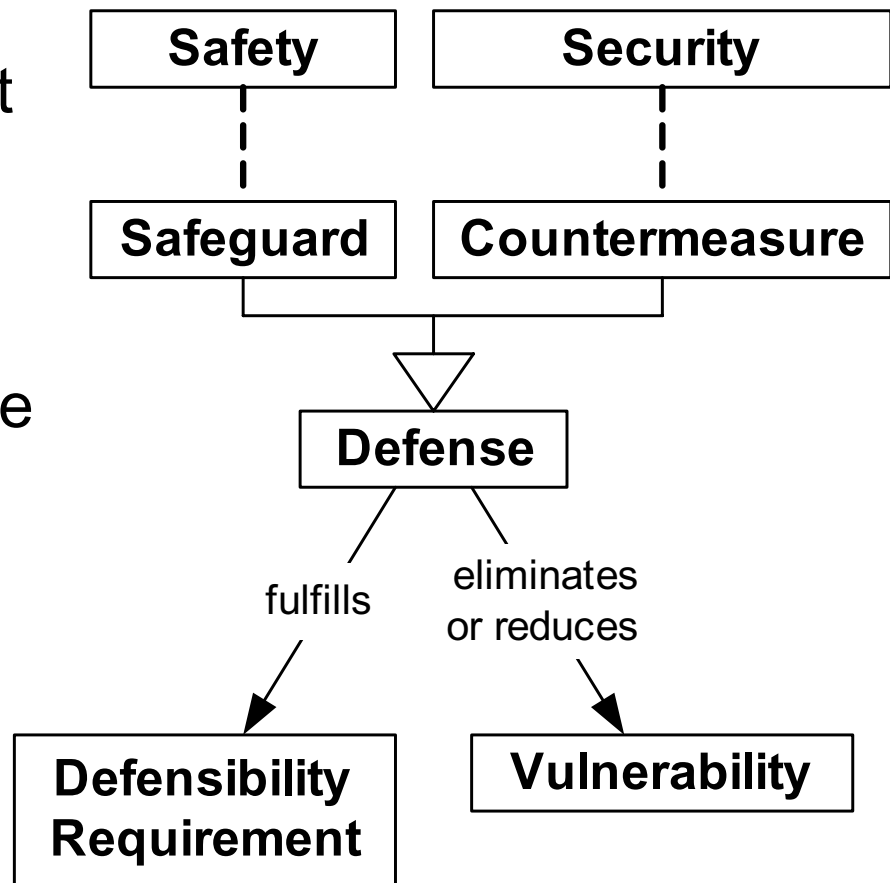 t
Safety
Security
Safeguard
Countermeasure
e
Defense
fulfills
eliminates
or reduces
Defensibility
Requirement
Vulnerability